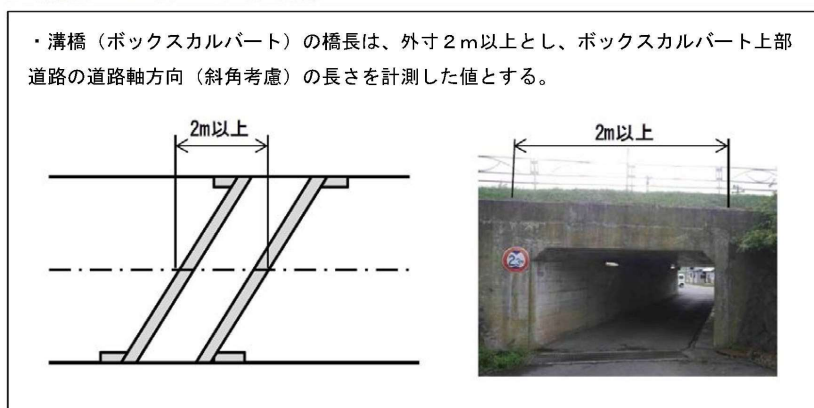 ・溝橋（ボックスカルバート）の橋長は、外寸２ｍ以上とし、ボックスカルバート上部
道路の道路軸方向（斜角考慮）の長さを計測した値とする。
2m以上
2m以上